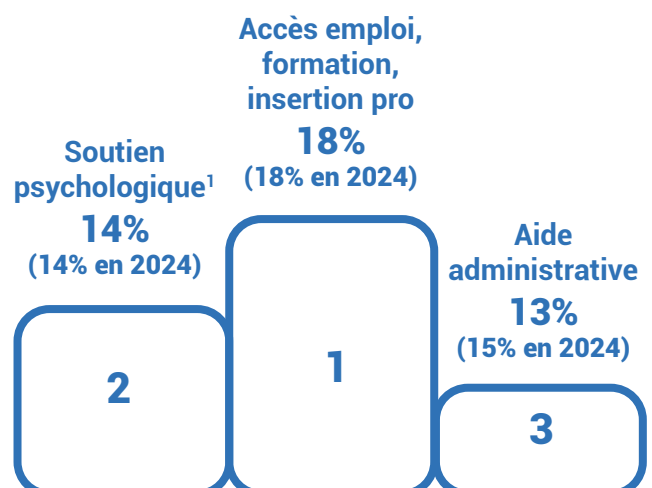 Accès emploi,
formation,
insertion pro
18%
(18% en 2024)
Soutien
psychologique¹
14%
(14% en 2024)
Aide
administrative
13%
(15% en 2024)
2
1
3